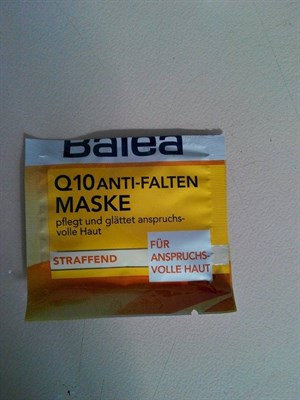 Balea
Q10 ANTI-FALTEN
MASKE
pflegt und glättet anspruchs-
volle Haut
STRAFFEND
FÜR
ANSPRUCHS-
VOLLE HAUT